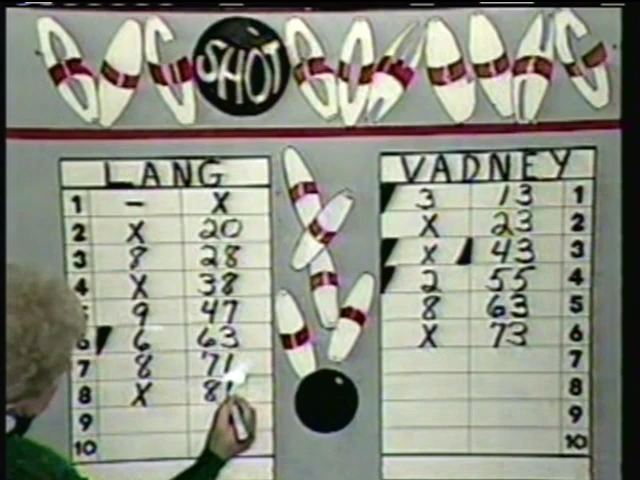 BIG SHOT BOWLING
LANG
1 – X
2 X 20
3 8 28
4 X 38
5 9 47
6 6 63
7 8 71
8 X 81
9
10
VADNEY
3 13 1
X 23 2
X 43 3
2 55 4
8 63 5
X 73 6
7
8
9
10